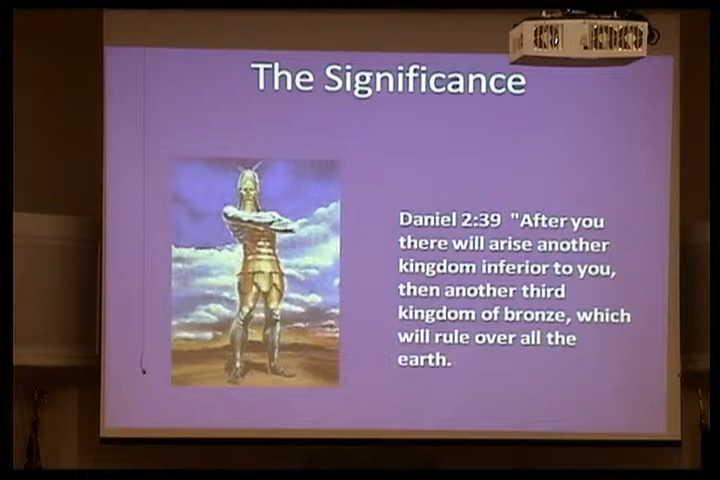 The Significance
Daniel 2:39 "After you
there will arise another
kingdom inferior to you,
then another third
kingdom of bronze, which
will rule over all the
earth.